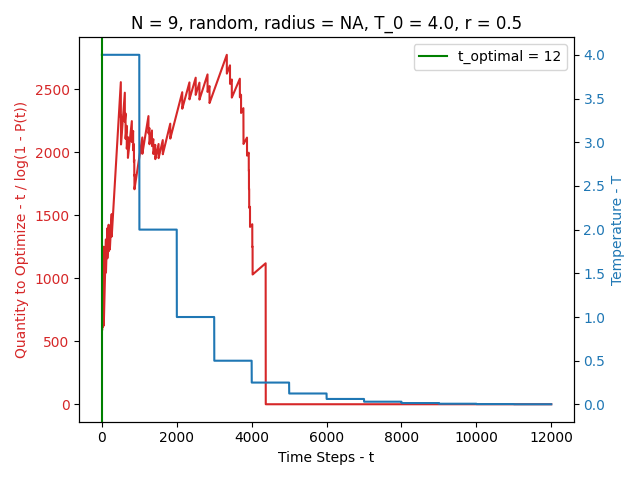 N = 9, random, radius = NA, T_0 = 4.0, r = 0.5
t_optimal = 12
Quantity to Optimize - t / log(1 - P(t))
2500
2000
1500
1000
500
0
4.0
3.5
3.0
2.5
2.0
1.5
1.0
0.5
0.0
Temperature - T
0 2000 4000 6000 8000 10000 12000
Time Steps - t